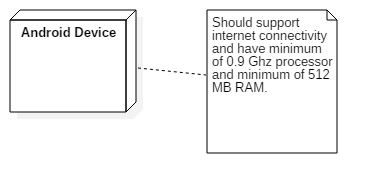 Android Device
Should support
internet connectivity
and have minimum
of 0.9 Ghz processor
and minimum of 512
MB RAM.